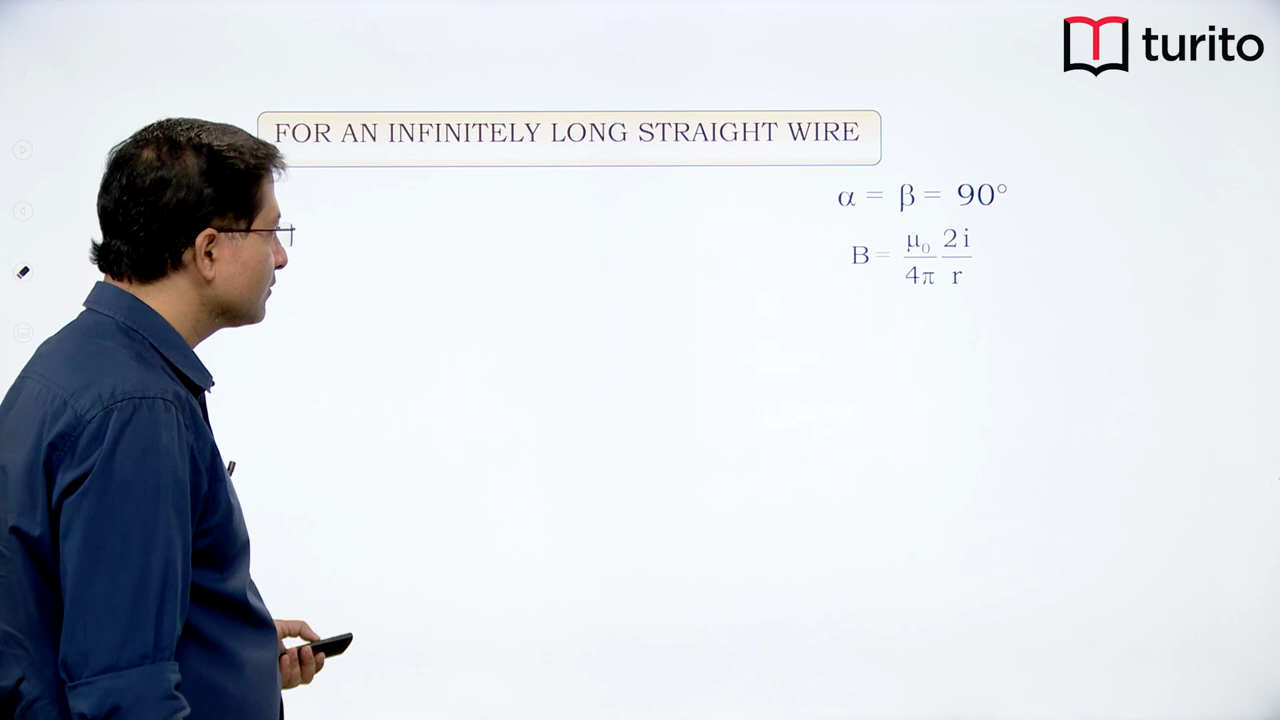 turito
FOR AN INFINITELY LONG STRAIGHT WIRE
α = β = 90°
B = μ₀/4π 2i/r